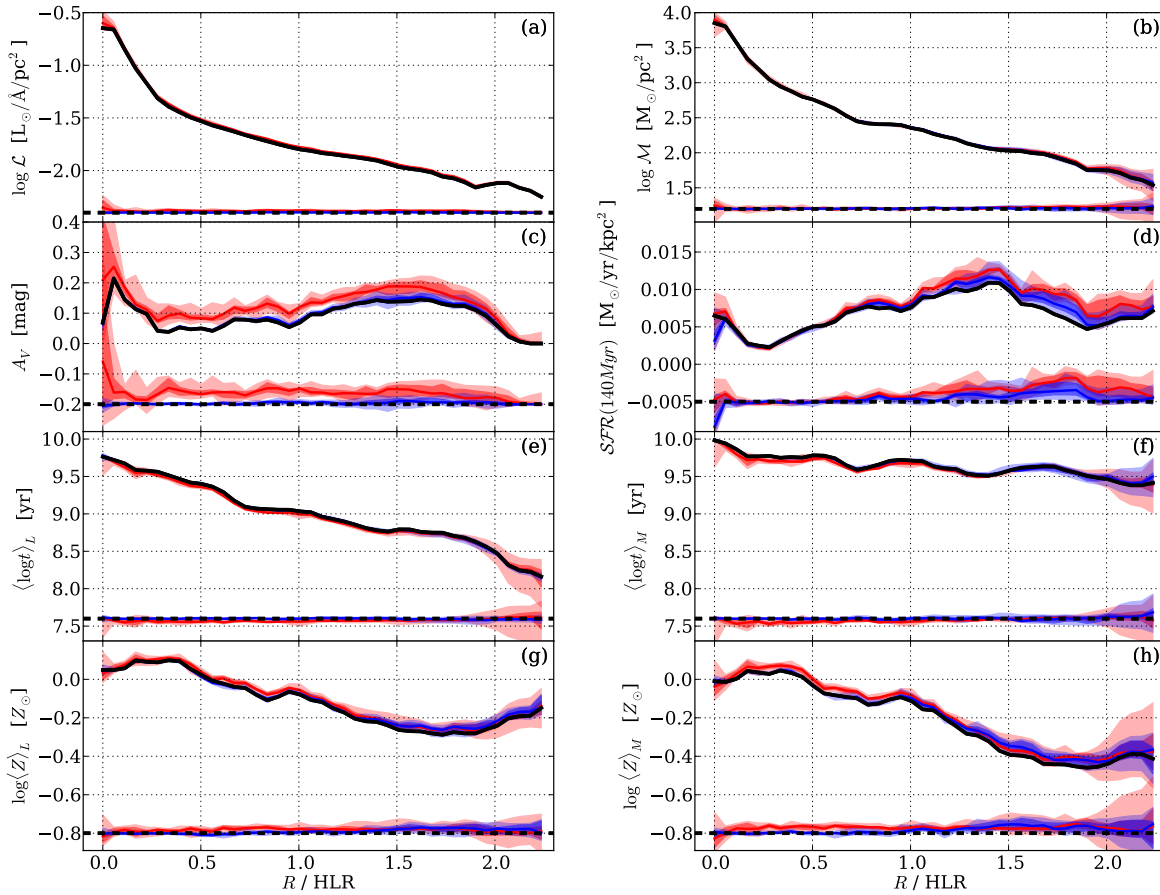 −0.5
−1.0
−1.5
−2.0
log ℒ [L⊙/Å/pc²]
(a)
4.0
3.5
3.0
2.5
2.0
1.5
log ℳ [M⊙/pc²]
(b)
0.4
0.3
0.2
0.1
0.0
−0.1
−0.2
A_V [mag]
(c)
0.015
0.010
0.005
0.000
−0.005
𝒮ℱℛ(140Myr) [M⊙/yr/kpc²]
(d)
10.0
9.5
9.0
8.5
8.0
7.5
⟨logt⟩_L [yr]
(e)
10.0
9.5
9.0
8.5
8.0
7.5
⟨logt⟩_M [yr]
(f)
0.0
−0.2
−0.4
−0.6
−0.8
log⟨Z⟩_L [Z⊙]
(g)
0.0
−0.2
−0.4
−0.6
−0.8
log ⟨Z⟩_M [Z⊙]
(h)
0.0 0.5 1.0 1.5 2.0
R / HLR
0.0 0.5 1.0 1.5 2.0
R / HLR